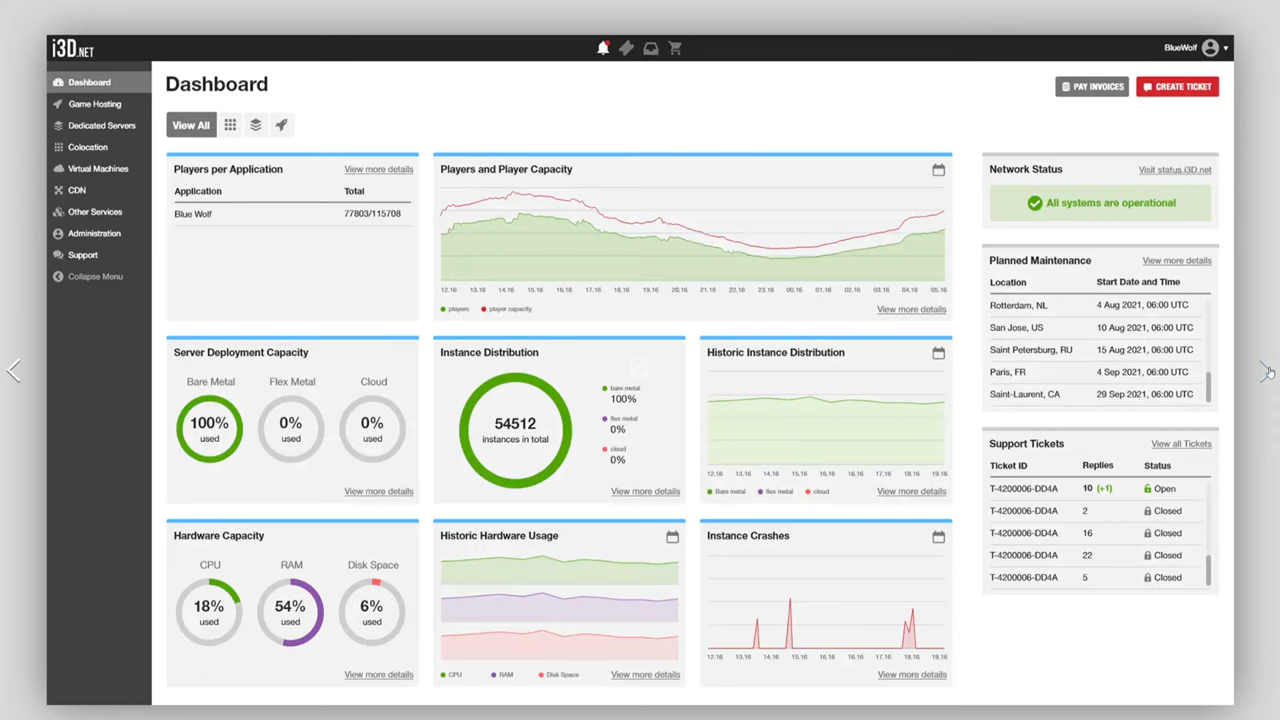 i3D.NET
BlueWolf
Dashboard
Game Hosting
Dedicated Servers
Colocation
Virtual Machines
CDN
Other Services
Administration
Support
Collapse Menu
Dashboard
PAY INVOICES
CREATE TICKET
View All
Players per Application
View more details
Application Total
Blue Wolf 77803/115708
Players and Player Capacity
12.16 13.16 14.16 15.16 16.16 17.16 18.16 19.16 20.16 21.16 22.16 23.16 00.16 01.16 02.16 03.16 04.16 05.16
players player capacity
View more details
Network Status
Visit status.i3D.net
All systems are operational
Planned Maintenance
View more details
Location Start Date and Time
Rotterdam, NL 4 Aug 2021, 06:00 UTC
San Jose, US 10 Aug 2021, 06:00 UTC
Saint Petersburg, RU 15 Aug 2021, 06:00 UTC
Paris, FR 4 Sep 2021, 06:00 UTC
Saint-Laurent, CA 29 Sep 2021, 06:00 UTC
Server Deployment Capacity
Bare Metal Flex Metal Cloud
100% 0% 0%
used used used
View more details
Instance Distribution
54512
instances in total
bare metal
100%
flex metal
0%
cloud
0%
View more details
Historic Instance Distribution
12.16 13.16 14.16 15.16 16.16 16.16 17.16 18.16 19.16
Bare metal flex metal cloud
View more details
Support Tickets
View all Tickets
Ticket ID Replies Status
T-4200006-DD4A 10 (+1) Open
T-4200006-DD4A 2 Closed
T-4200006-DD4A 16 Closed
T-4200006-DD4A 22 Closed
T-4200006-DD4A 5 Closed
Hardware Capacity
CPU RAM Disk Space
18% 54% 6%
used used used
View more details
Historic Hardware Usage
CPU RAM Disk Space
View more details
Instance Crashes
12.16 13.16 14.16 15.16 16.16 16.16 17.16 18.16 19.16
View more details